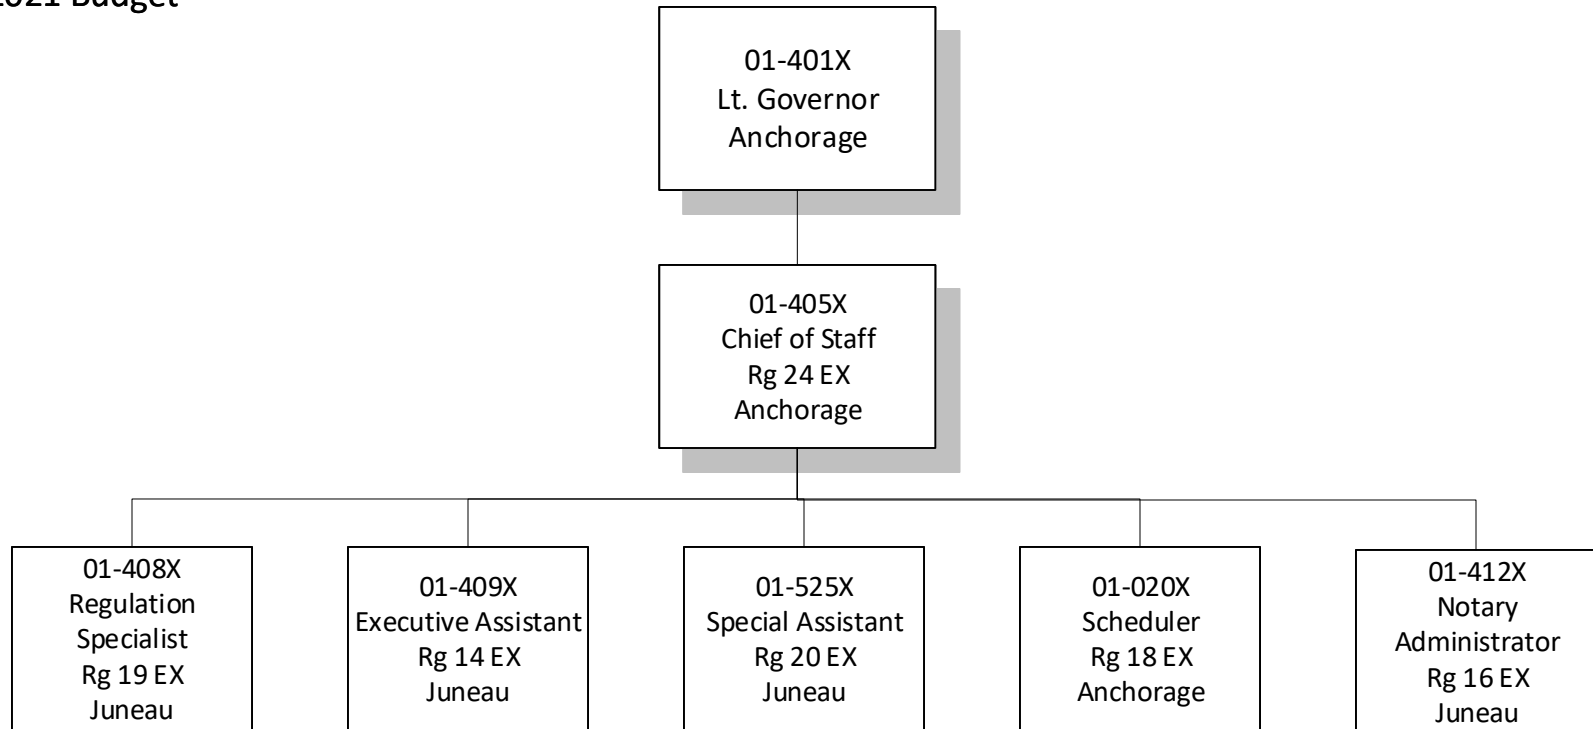 2021 Budget
01-401X
Lt. Governor
Anchorage
01-405X
Chief of Staff
Rg 24 EX
Anchorage
01-408X
Regulation
Specialist
Rg 19 EX
Juneau
01-409X
Executive Assistant
Rg 14 EX
Juneau
01-525X
Special Assistant
Rg 20 EX
Juneau
01-020X
Scheduler
Rg 18 EX
Anchorage
01-412X
Notary
Administrator
Rg 16 EX
Juneau